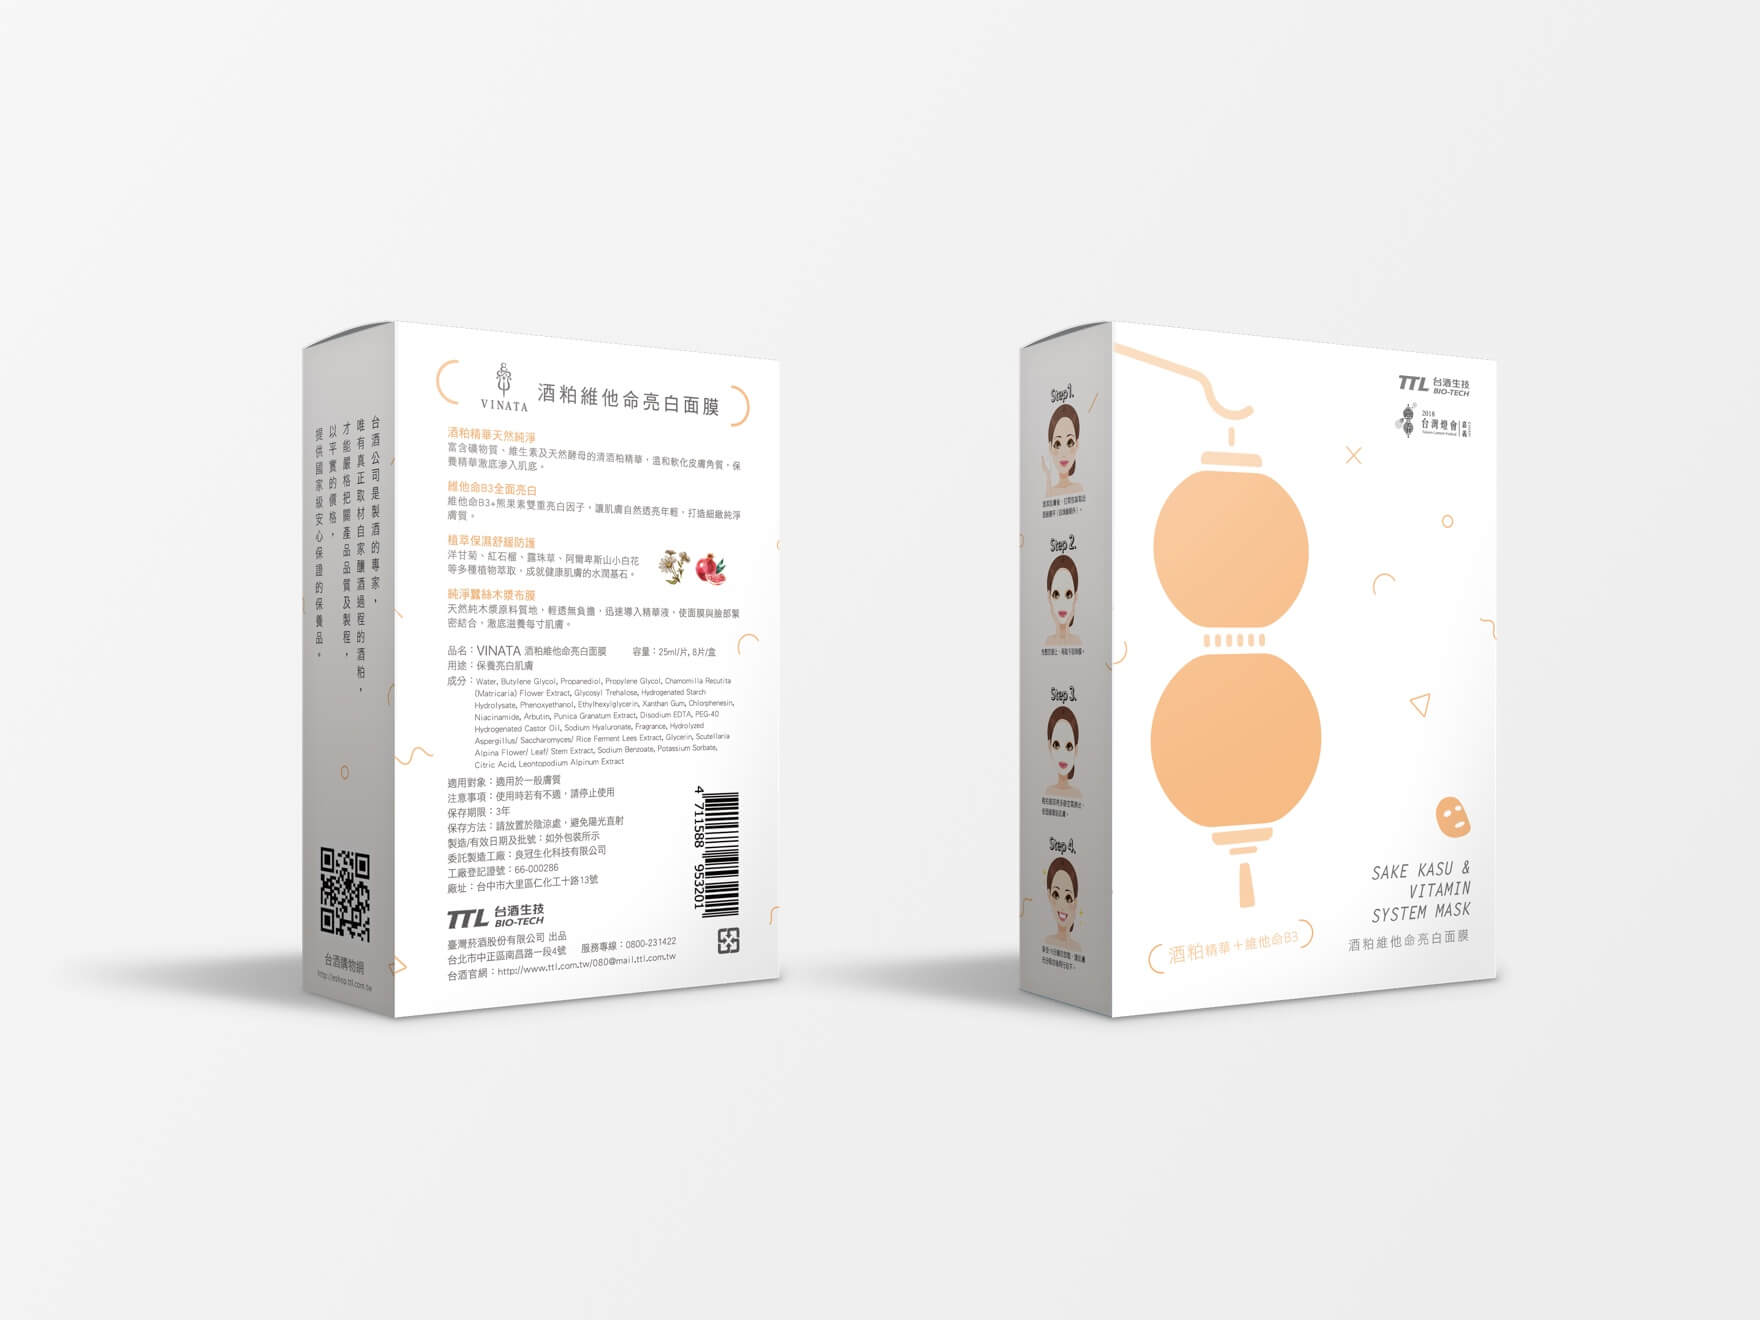 台酒公司是製酒的專家，
唯有真正取材自家釀酒過程的酒粕，
才能嚴格把關產品品質及製程，
以平實的價格，
提供國家級安心保證的保養品。
台酒購物網
http://eshop.ttl.com.tw
VINATA
酒粕維他命亮白面膜
酒粕精華天然純淨
富含礦物質、維生素及天然酵母的清酒粕精華，溫和軟化皮膚角質，保
養精華澈底滲入肌底。
維他命B3全面亮白
維他命B3+熊果素雙重亮白因子，讓肌膚自然透亮年輕，打造細緻純淨
膚質。
植萃保濕舒緩防護
洋甘菊、紅石榴、露珠草、阿爾卑斯山小白花
等多種植物萃取，成就健康肌膚的水潤基石。
純淨蠶絲木漿布膜
天然純木漿原料質地，輕透無負擔，迅速導入精華液，使面膜與臉部緊
密結合，澈底滋養每寸肌膚。
品名：VINATA 酒粕維他命亮白面膜 容量：25ml/片, 8片/盒
用途：保養亮白肌膚
成分：Water, Butylene Glycol, Propanediol, Propylene Glycol, Chamomilla Recutita
(Matricaria) Flower Extract, Glycosyl Trehalose, Hydrogenated Starch
Hydrolysate, Phenoxyethanol, Ethylhexylglycerin, Xanthan Gum, Chlorphenesin,
Niacinamide, Arbutin, Punica Granatum Extract, Disodium EDTA, PEG-40
Hydrogenated Castor Oil, Sodium Hyaluronate, Fragrance, Hydrolyzed
Aspergillus/ Saccharomyces/ Rice Ferment Lees Extract, Glycerin, Scutellaria
Alpina Flower/ Leaf/ Stem Extract, Sodium Benzoate, Potassium Sorbate,
Citric Acid, Leontopodium Alpinum Extract
適用對象：適用於一般膚質
注意事項：使用時若有不適，請停止使用
保存期限：3年
保存方法：請放置於陰涼處，避免陽光直射
製造/有效日期及批號：如外包裝所示
委託製造工廠：良冠生化科技有限公司
工廠登記證號：66-000286
廠址：台中市大里區仁化工十路13號
4 711588 953201
TTL 台酒生技
BIO-TECH
臺灣菸酒股份有限公司 出品
台北市中正區南昌路一段4號 服務專線：0800-231422
台酒官網：http://www.ttl.com.tw/080@mail.ttl.com.tw
Step1.
Step 2.
Step 3.
Step 4.
TTL 台酒生技
BIO-TECH
2018
台灣燈會
嘉義
SAKE KASU &
VITAMIN
SYSTEM MASK
酒粕維他命亮白面膜
酒粕精華＋維他命B3